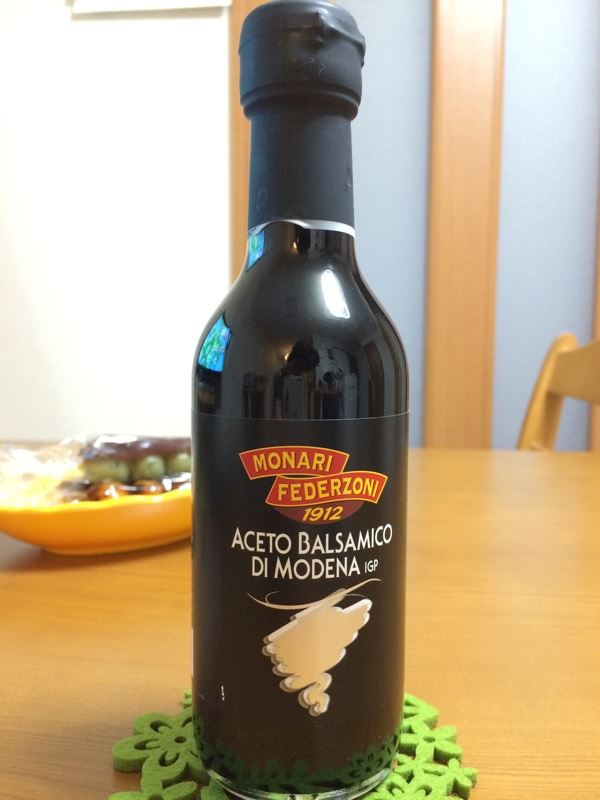 MONARI
FEDERZONI
1912
ACETO BALSAMICO
DI MODENA IGP